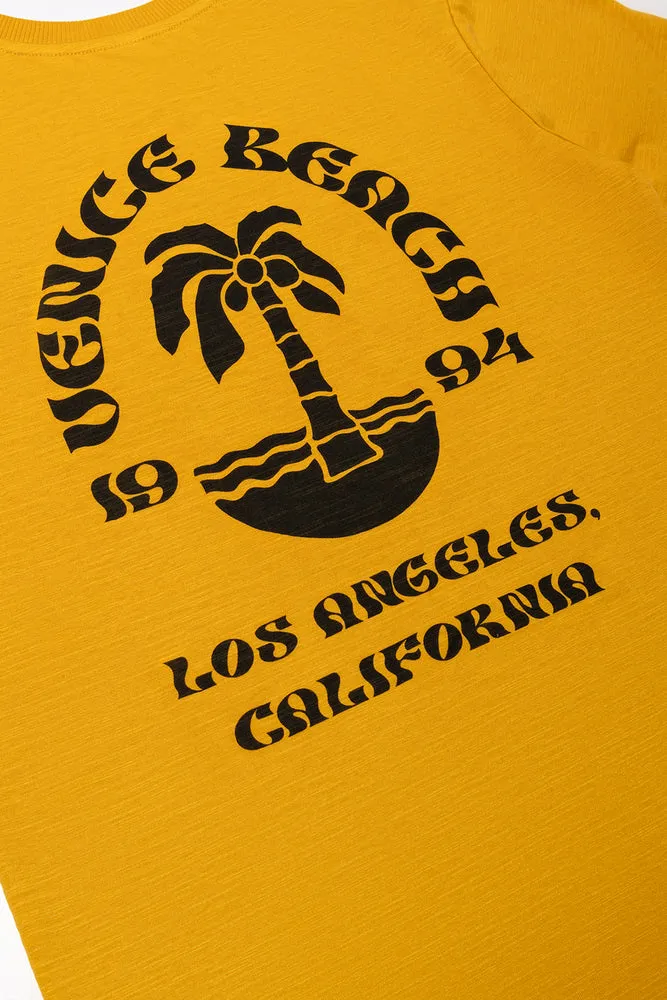 VENICE BEACH
19 94
LOS ANGELES,
CALIFORNIA